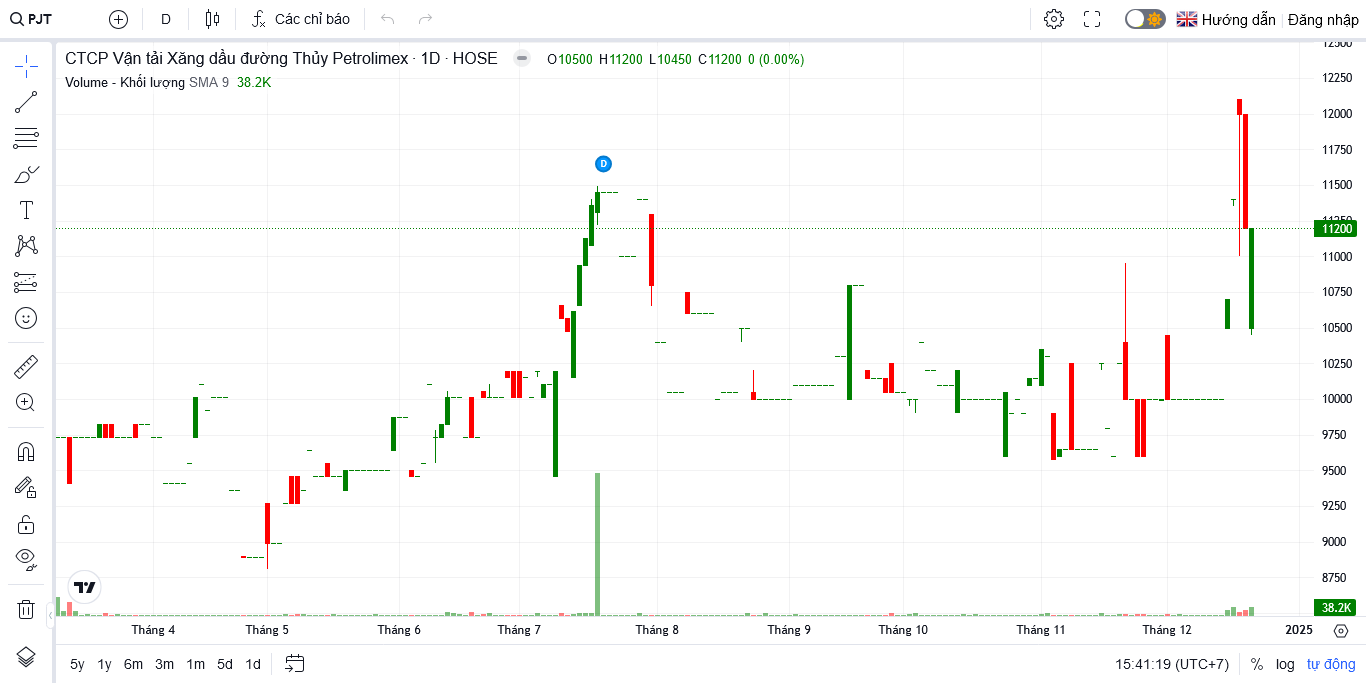 PJT D Các chỉ báo Hướng dẫn Đăng nhập
CTCP Vận tải Xăng dầu đường Thủy Petrolimex · 1D · HOSE O10500 H11200 L10450 C11200 0 (0.00%)
Volume - Khối lượng SMA 9 38.2K
D
12500
12250
12000
11750
11500
11250
11200
11000
10750
10500
10250
10000
9750
9500
9250
9000
8750
38.2K
Tháng 4 Tháng 5 Tháng 6 Tháng 7 Tháng 8 Tháng 9 Tháng 10 Tháng 11 Tháng 12 2025
5y 1y 6m 3m 1m 5d 1d 15:41:19 (UTC+7) % log tự động